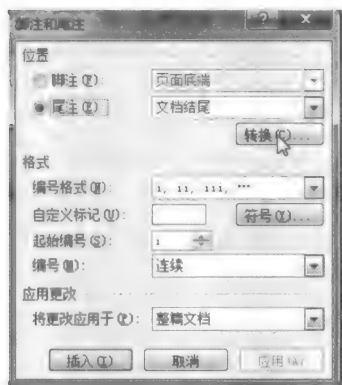 脚注和尾注
位置
脚注(F): 页面底端
尾注(E): 文档结尾
转换(C)...
格式
编号格式(N): i, ii, iii, …
自定义标记(U): 符号(Y)...
起始编号(S): i
编号(M): 连续
应用更改
将更改应用于(P): 整篇文档
插入(I) 取消 应用(A)